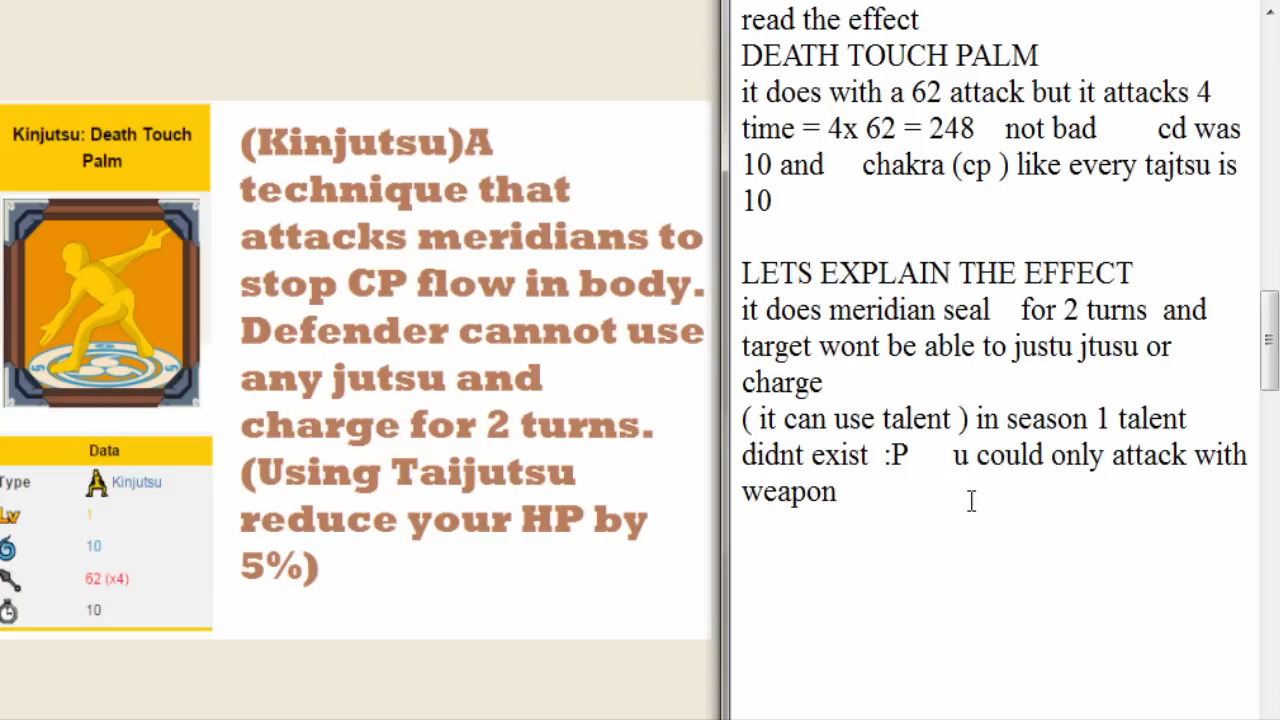 Kinjutsu: Death Touch
Palm
Data
Type Kinjutsu
Lv 1
10
62 (x4)
10
(Kinjutsu)A
technique that
attacks meridians to
stop CP flow in body.
Defender cannot use
any jutsu and
charge for 2 turns.
(Using Taijutsu
reduce your HP by
5%)
read the effect
DEATH TOUCH PALM
it does with a 62 attack but it attacks 4
time = 4x 62 = 248 not bad cd was
10 and chakra (cp ) like every tajtsu is
10
LETS EXPLAIN THE EFFECT
it does meridian seal for 2 turns and
target wont be able to justu jtusu or
charge
( it can use talent ) in season 1 talent
didnt exist :P u could only attack with
weapon